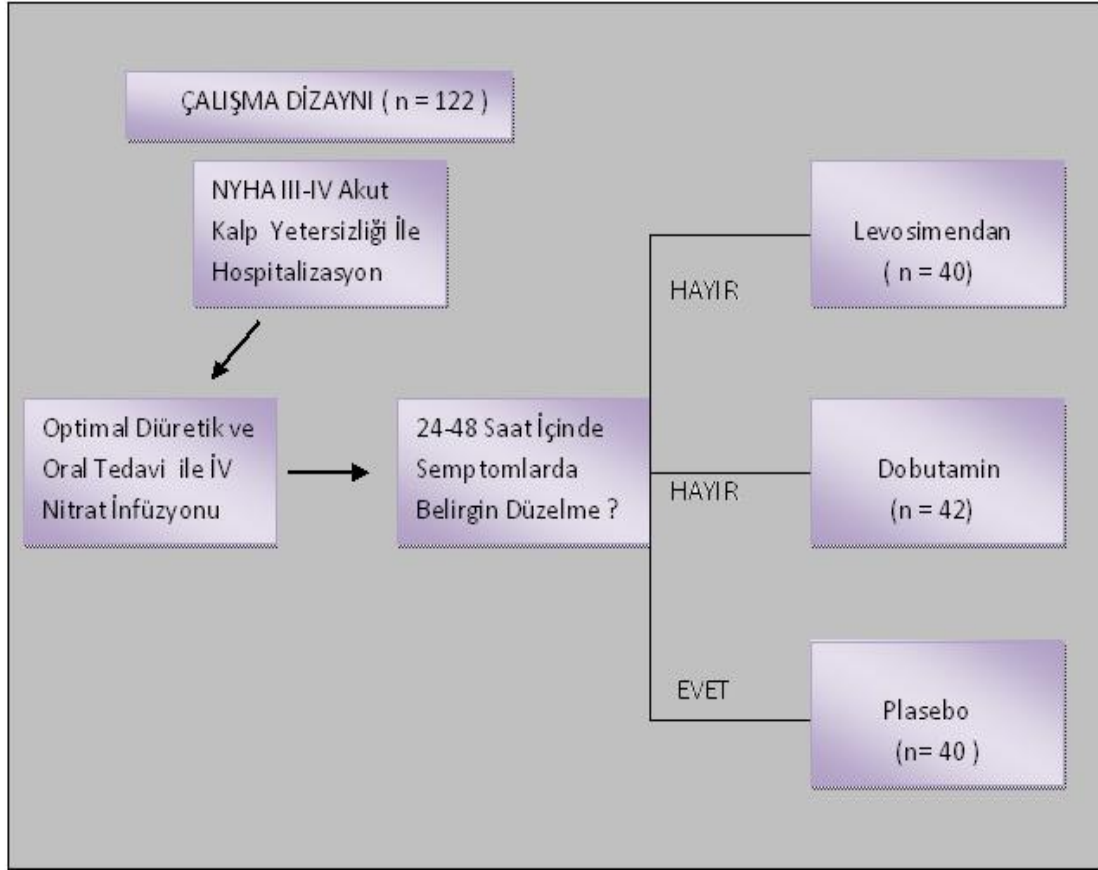 ÇALIŞMA DİZAYNI ( n = 122 )
NYHA III-IV Akut
Kalp Yetersizliği İle
Hospitalizasyon
Optimal Diüretik ve
Oral Tedavi ile İV
Nitrat İnfüzyonu
24-48 Saat İçinde
Semptomlarda
Belirgin Düzelme ?
HAYIR
Levosimendan
( n = 40)
HAYIR
Dobutamin
(n = 42)
EVET
Plasebo
(n= 40 )